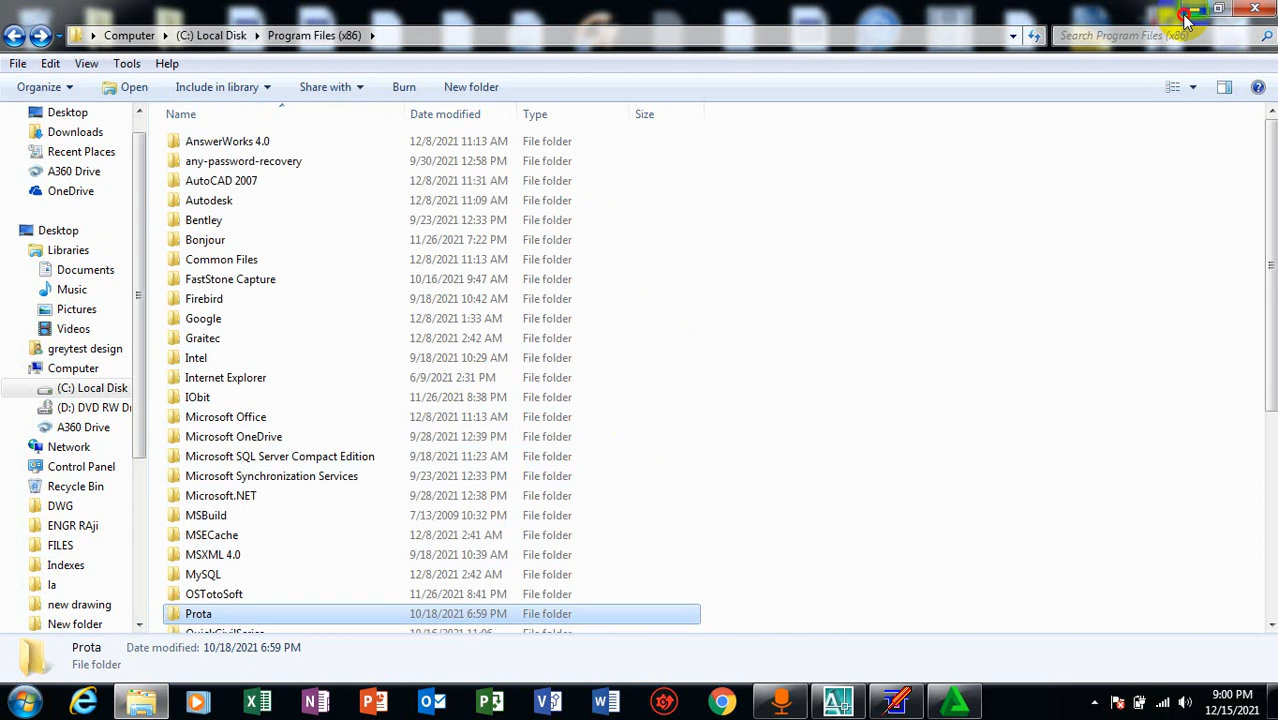 Computer (C:) Local Disk Program Files (x86) Search Program Files (x86)
File Edit View Tools Help
Organize Open Include in library Share with Burn New folder
Name Date modified Type Size
Desktop
Downloads
Recent Places
A360 Drive
OneDrive
Desktop
Libraries
Documents
Music
Pictures
Videos
greytest design
Computer
(C:) Local Disk
(D:) DVD RW Dr
A360 Drive
Network
Control Panel
Recycle Bin
DWG
ENGR RAji
FILES
Indexes
la
new drawing
New folder
AnswerWorks 4.0 12/8/2021 11:13 AM File folder
any-password-recovery 9/30/2021 12:58 PM File folder
AutoCAD 2007 12/8/2021 11:31 AM File folder
Autodesk 12/8/2021 11:09 AM File folder
Bentley 9/23/2021 12:33 PM File folder
Bonjour 11/26/2021 7:22 PM File folder
Common Files 12/8/2021 11:13 AM File folder
FastStone Capture 10/16/2021 9:47 AM File folder
Firebird 9/18/2021 10:42 AM File folder
Google 12/8/2021 1:33 AM File folder
Graitec 12/8/2021 2:42 AM File folder
Intel 9/18/2021 10:29 AM File folder
Internet Explorer 6/9/2021 2:31 PM File folder
IObit 11/26/2021 8:38 PM File folder
Microsoft Office 12/8/2021 11:13 AM File folder
Microsoft OneDrive 9/28/2021 12:39 PM File folder
Microsoft SQL Server Compact Edition 9/18/2021 11:23 AM File folder
Microsoft Synchronization Services 9/23/2021 12:33 PM File folder
Microsoft.NET 9/28/2021 12:38 PM File folder
MSBuild 7/13/2009 10:32 PM File folder
MSECache 12/8/2021 2:41 AM File folder
MSXML 4.0 9/18/2021 10:39 AM File folder
MySQL 12/8/2021 2:42 AM File folder
OSTotoSoft 11/26/2021 8:41 PM File folder
Prota 10/18/2021 6:59 PM File folder
QuickCivilSeries 10/16/2021 11:06 File folder
Prota Date modified: 10/18/2021 6:59 PM
File folder
9:00 PM
12/15/2021